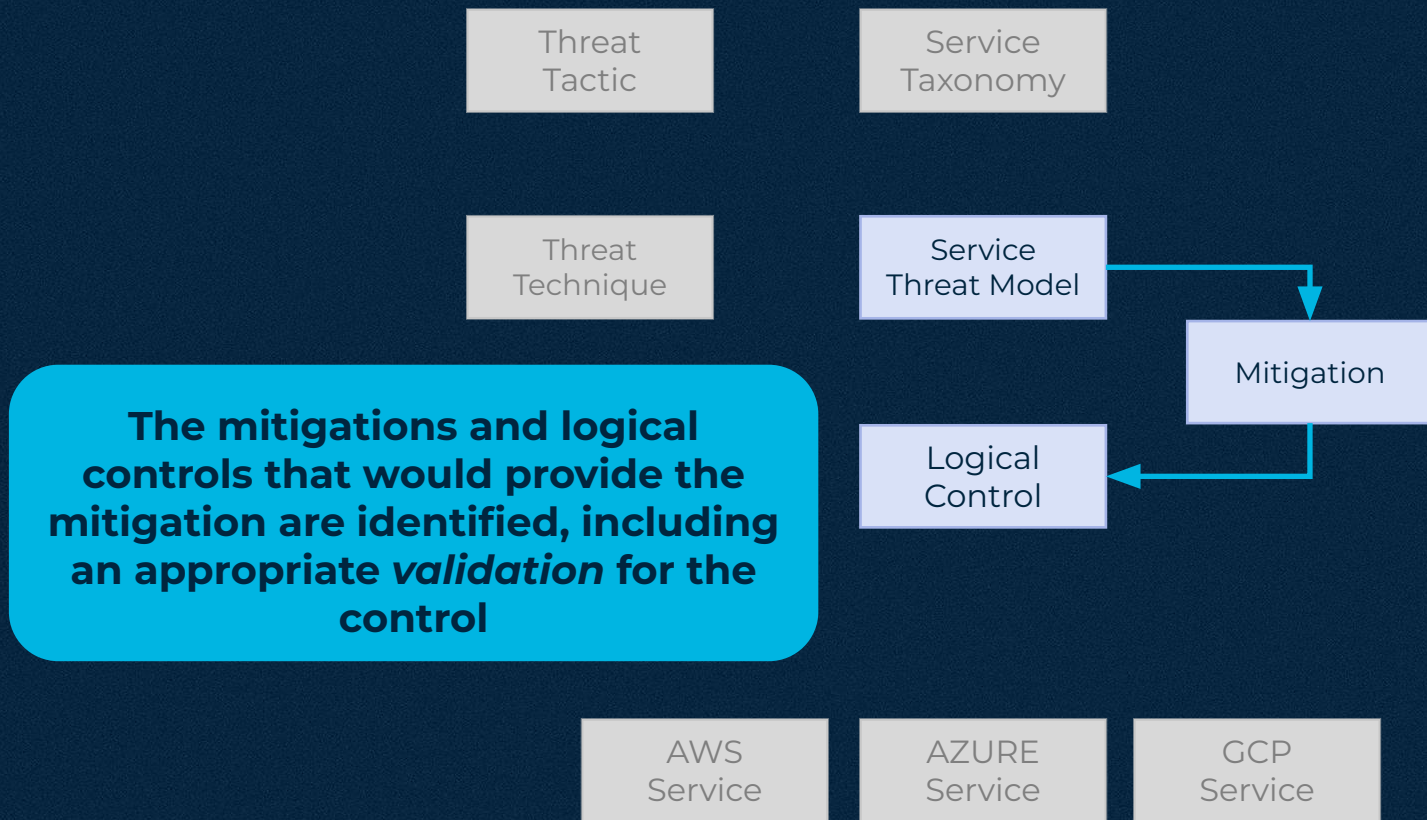 Threat
Tactic
Service
Taxonomy
Threat
Technique
Service
Threat Model
Mitigation
The mitigations and logical
controls that would provide the
mitigation are identified, including
an appropriate validation for the
control
Logical
Control
AWS
Service
AZURE
Service
GCP
Service